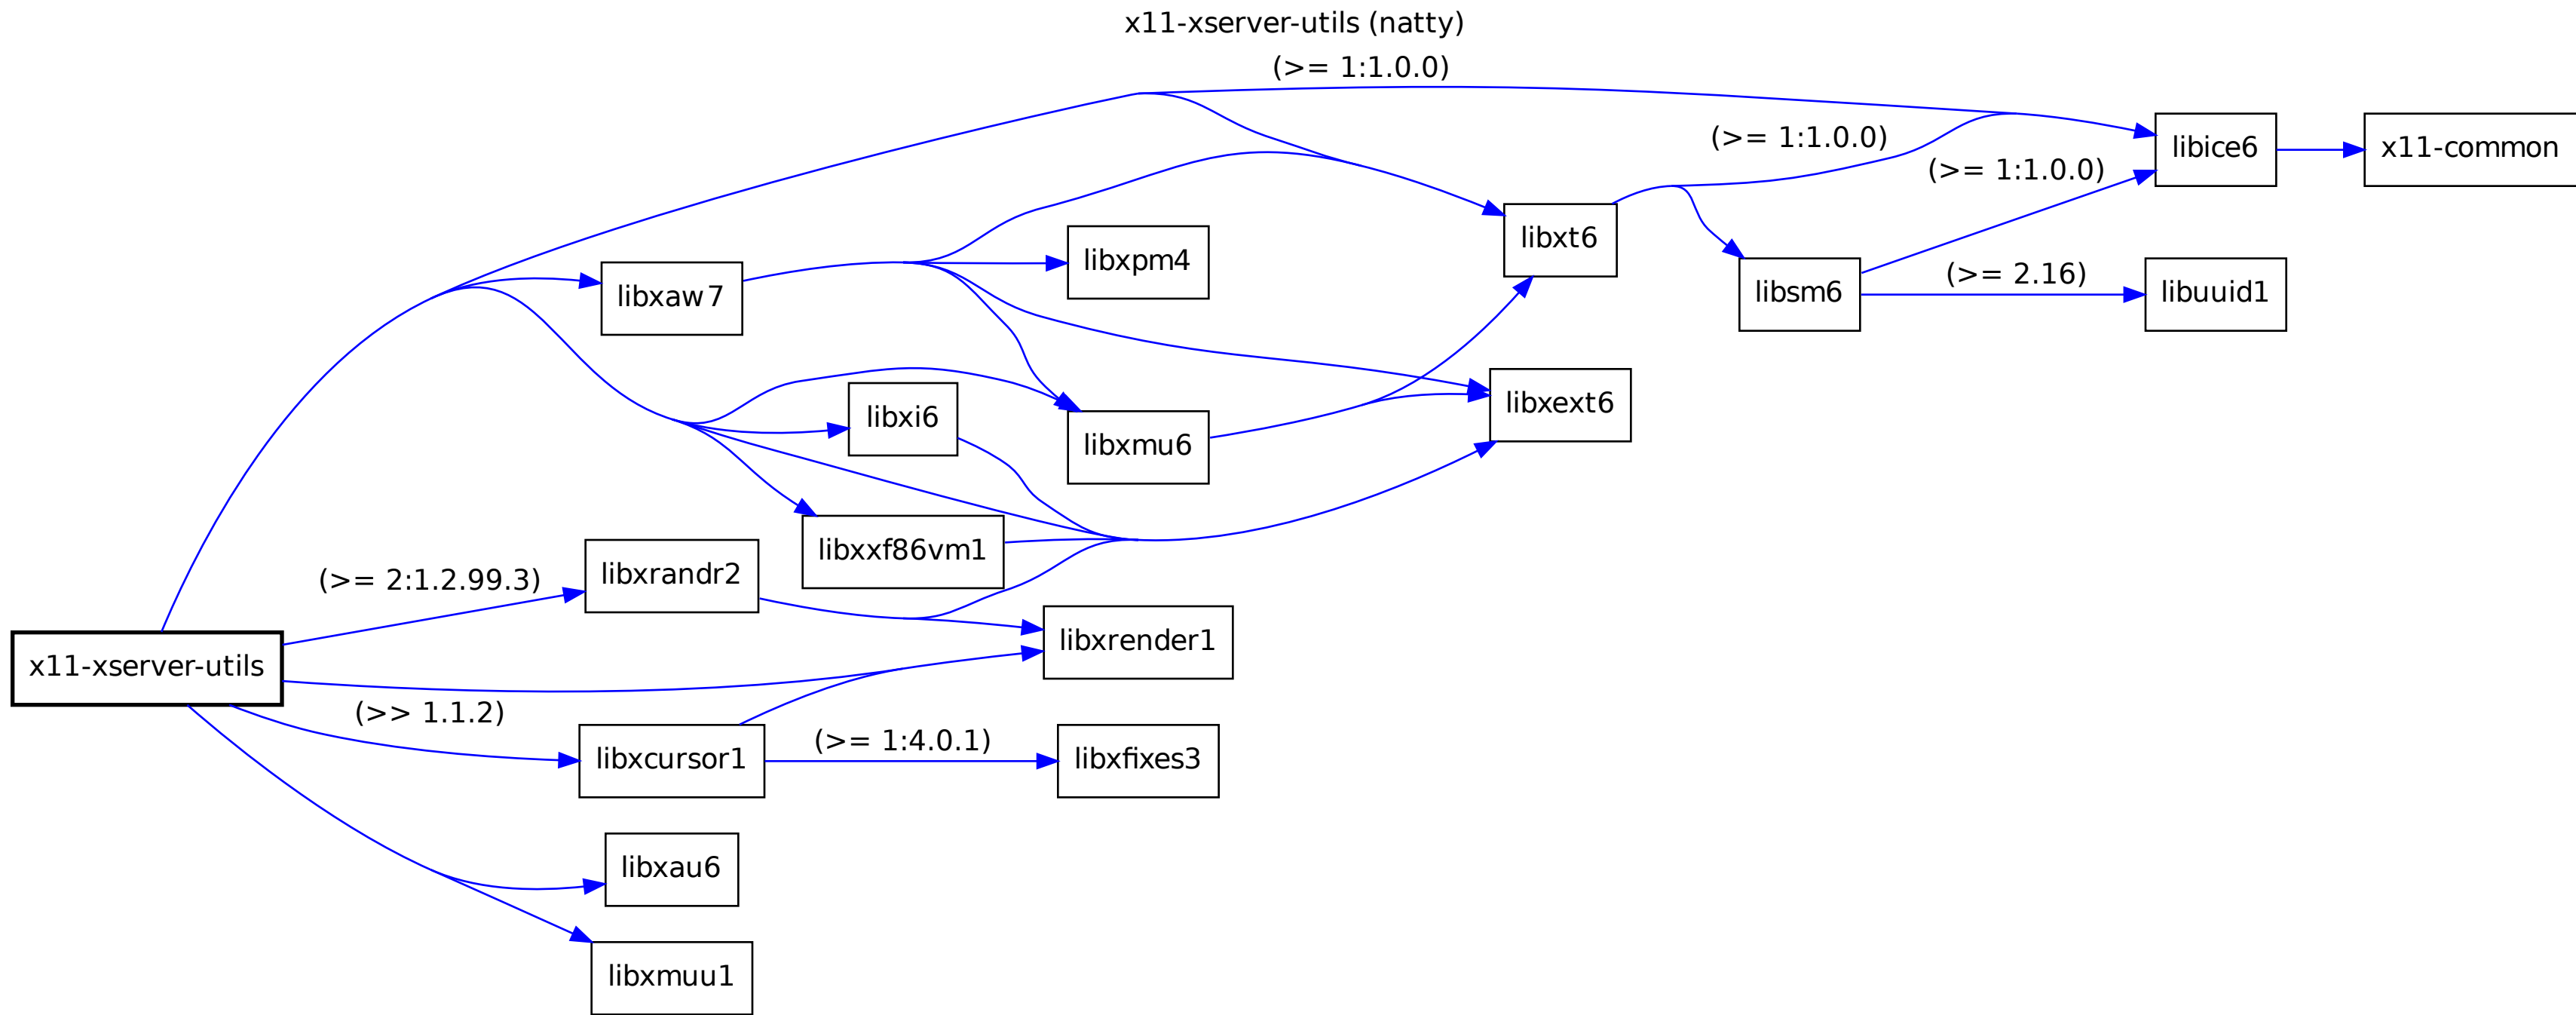 x11-xserver-utils (natty)
(>= 1:1.0.0)
(>= 1:1.0.0)
libice6
x11-common
(>= 1:1.0.0)
libxt6
libxpm4
libxaw7
libsm6
(>= 2.16)
libuuid1
libxi6
libxmu6
libxext6
libxxf86vm1
(>= 2:1.2.99.3)
libxrandr2
libxrender1
x11-xserver-utils
(>> 1.1.2)
libxcursor1
(>= 1:4.0.1)
libxfixes3
libxau6
libxmuu1